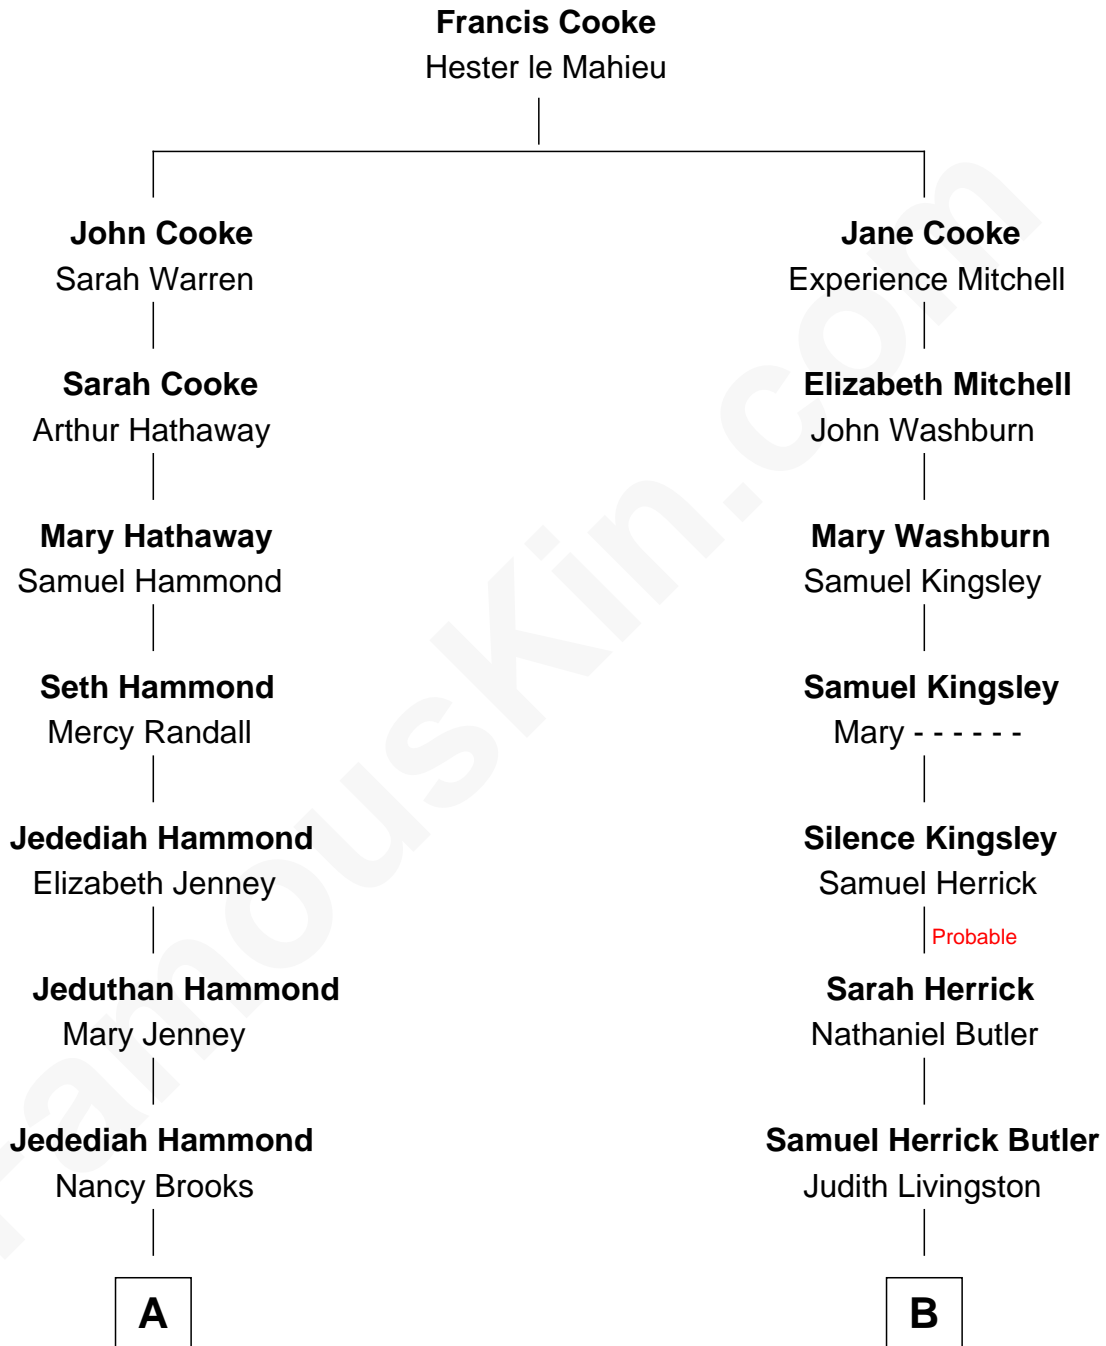 Francis Cooke
Hester le Mahieu
John Cooke
Sarah Warren
Jane Cooke
Experience Mitchell
Sarah Cooke
Arthur Hathaway
Elizabeth Mitchell
John Washburn
Mary Hathaway
Samuel Hammond
Mary Washburn
Samuel Kingsley
Seth Hammond
Mercy Randall
Samuel Kingsley
Mary - - - - - -
Jedediah Hammond
Elizabeth Jenney
Silence Kingsley
Samuel Herrick
Probable
Jeduthan Hammond
Mary Jenney
Sarah Herrick
Nathaniel Butler
Jedediah Hammond
Nancy Brooks
Samuel Herrick Butler
Judith Livingston
A
B
FamousKin.com